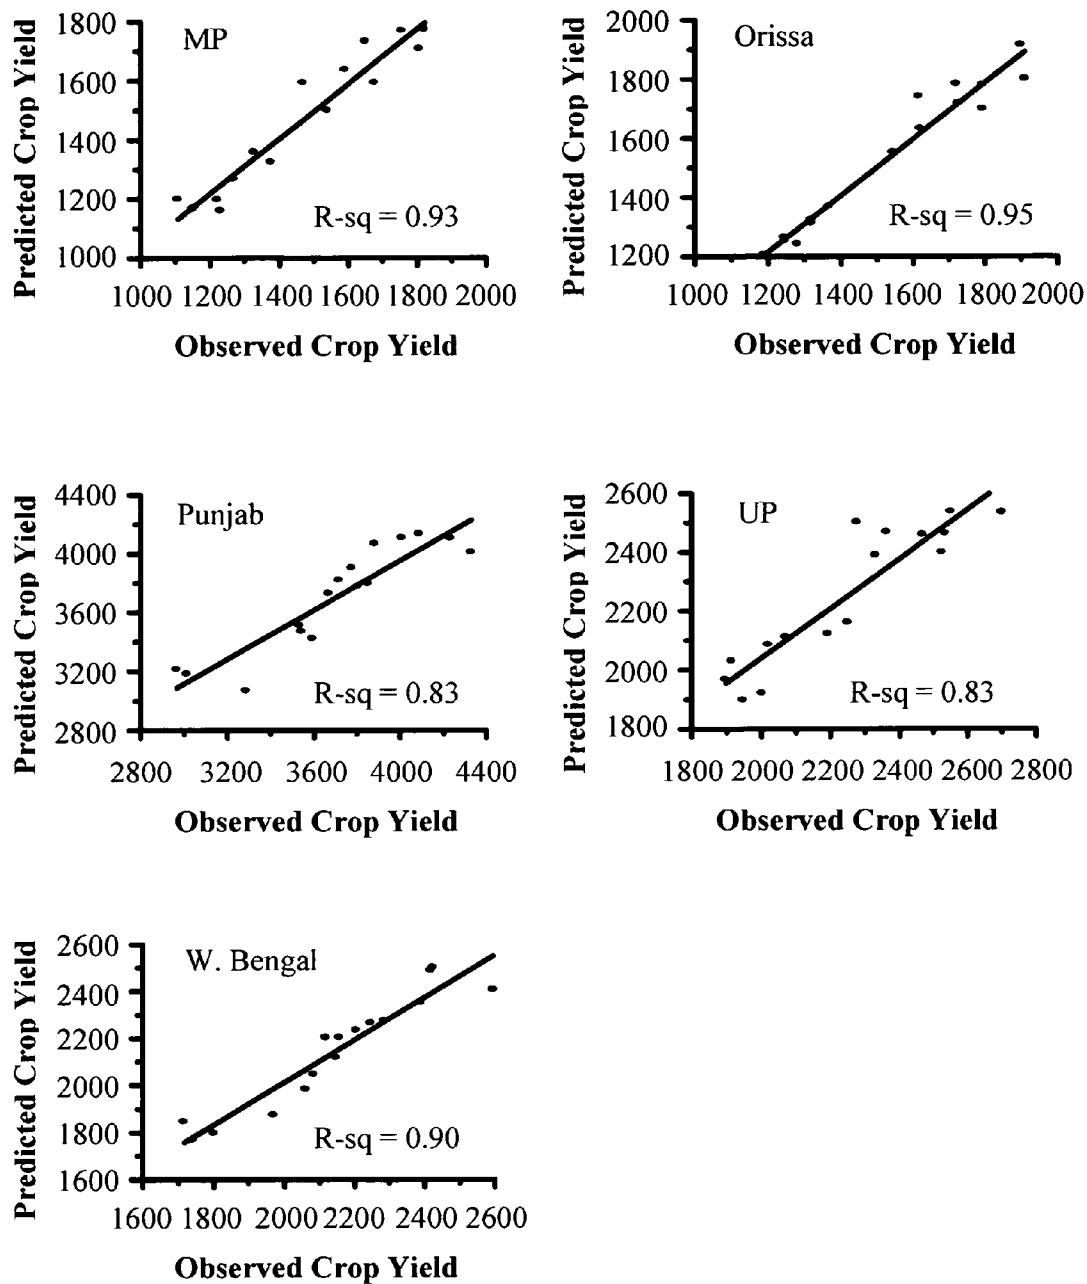 MP
Predicted Crop Yield
1800
1600
1400
1200
1000
R-sq = 0.93
1000 1200 1400 1600 1800 2000
Observed Crop Yield
Orissa
Predicted Crop Yield
2000
1800
1600
1400
1200
R-sq = 0.95
1000 1200 1400 1600 1800 2000
Observed Crop Yield
Punjab
Predicted Crop Yield
4400
4000
3600
3200
2800
R-sq = 0.83
2800 3200 3600 4000 4400
Observed Crop Yield
UP
Predicted Crop Yield
2600
2400
2200
2000
1800
R-sq = 0.83
1800 2000 2200 2400 2600 2800
Observed Crop Yield
W. Bengal
Predicted Crop Yield
2600
2400
2200
2000
1800
1600
R-sq = 0.90
1600 1800 2000 2200 2400 2600
Observed Crop Yield